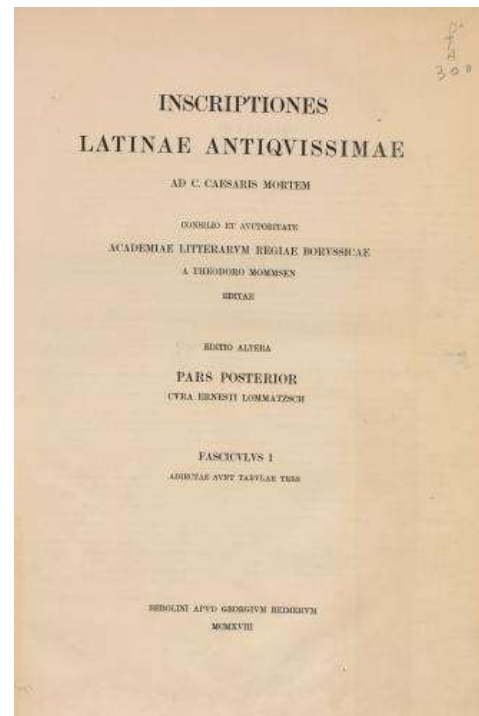 300
INSCRIPTIONES
LATINAE ANTIQVISSIMAE
AD C. CAESARIS MORTEM
CONSILIO ET AVCTORITATE
ACADEMIAE LITTERARVM REGIAE BORVSSICAE
A THEODORO MOMMSEN
EDITAE
EDITIO ALTERA
PARS POSTERIOR
CVRA ERNESTI LOMMATZSCH
FASCICVLVS I
ADIECTAE SVNT TABVLAE TRES
BEROLINI APVD GEORGIVM REIMERVM
MCMXVIII